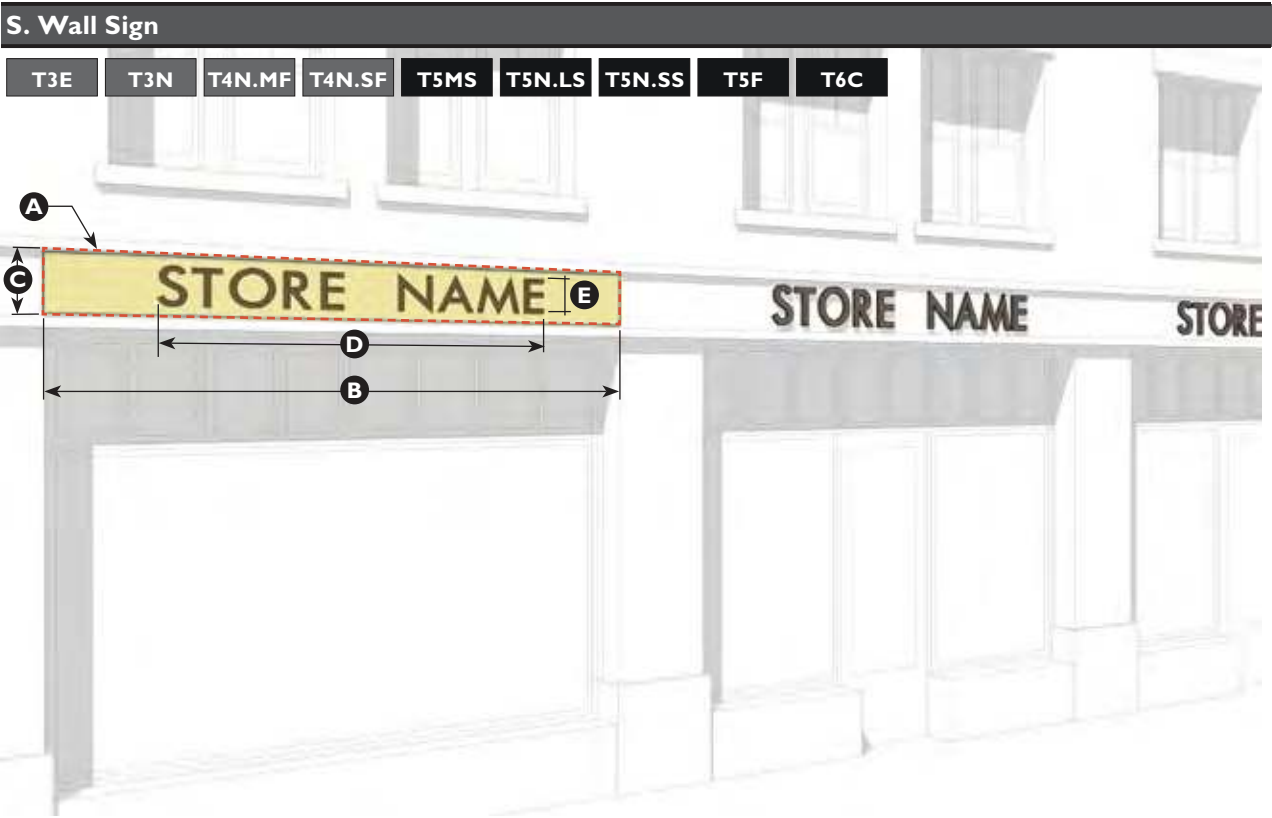 S. Wall Sign
T3E T3N T4N.MF T4N.SF T5MS T5N.LS T5N.SS T5F T6C
A
C STORE NAME E STORE NAME STORE
D
B